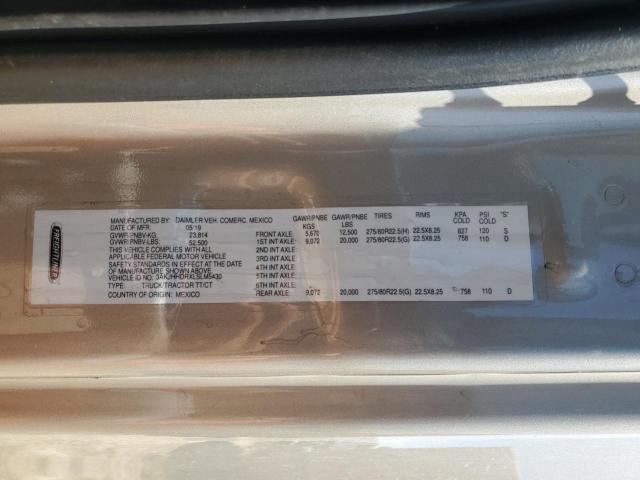 FREIGHTLINER
MANUFACTURED BY: DAIMLER VEH. COMERC. MEXICO GAWR/PNBE GAWR/PNBE TIRES RIMS KPA PSI "S"
DATE OF MFR: 05/19 KGS LBS COLD COLD
GVWR: PNBV-KG: 23,814 FRONT AXLE: 5,670 12,500 275/80R22.5(H) 22.5X8.25 827 120 S
GVWR: PNBV-LBS: 52,500 1ST INT AXLE: 9,072 20,000 275/80R22.5(G) 22.5X8.25 758 110 D
THIS VEHICLE COMPLIES WITH ALL 2ND INT AXLE:
APPLICABLE FEDERAL MOTOR VEHICLE 3RD INT AXLE:
SAFETY STANDARDS IN EFFECT AT THE 4TH INT AXLE:
DATE OF MFR SHOWN ABOVE.
VEHICLE ID: 3AKJHHDRXLSLM5430 5TH INT AXLE:
TYPE: TRUCK/TRACTOR TT/CT 6TH INT AXLE:
COUNTRY OF ORIGIN: MEXICO REAR AXLE: 9,072 20,000 275/80R22.5(G) 22.5X8.25 758 110 D